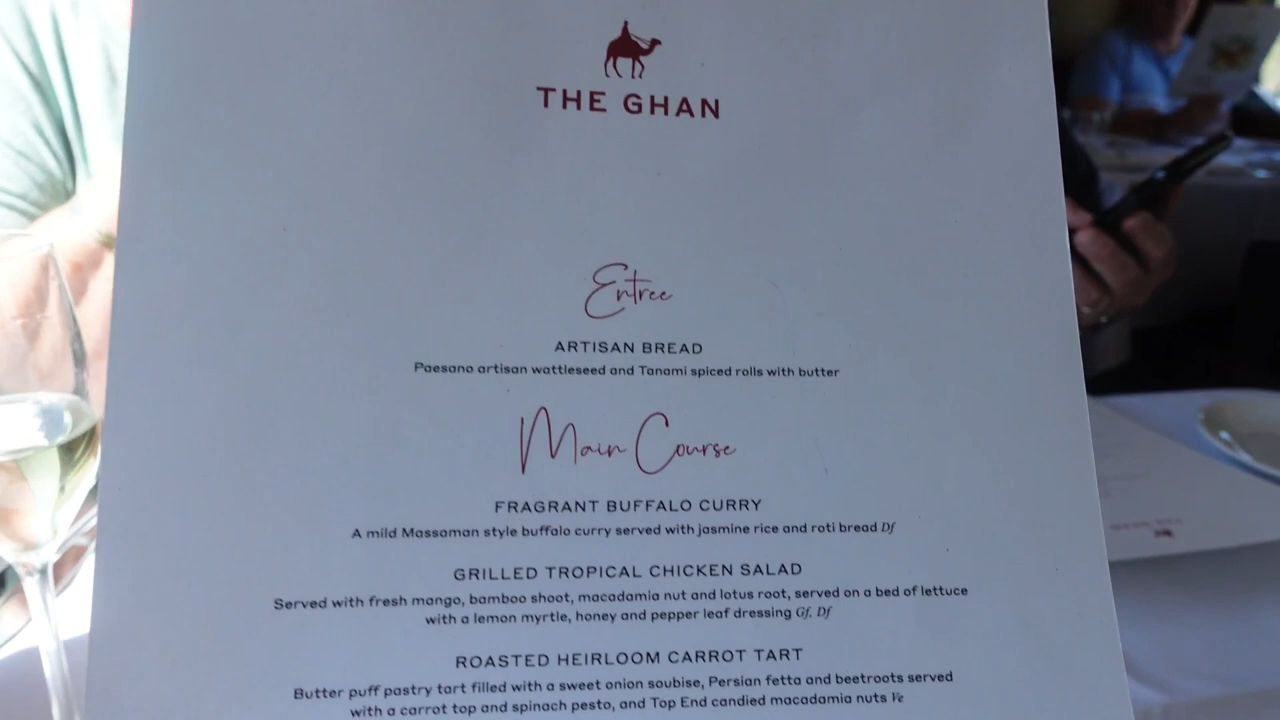 THE GHAN
Entree
ARTISAN BREAD
Paesano artisan wattleseed and Tanami spiced rolls with butter
Main Course
FRAGRANT BUFFALO CURRY
A mild Massaman style buffalo curry served with jasmine rice and roti bread Df
GRILLED TROPICAL CHICKEN SALAD
Served with fresh mango, bamboo shoot, macadamia nut and lotus root, served on a bed of lettuce
with a lemon myrtle, honey and pepper leaf dressing Gf, Df
ROASTED HEIRLOOM CARROT TART
Butter puff pastry tart filled with a sweet onion soubise, Persian fetta and beetroots served
with a carrot top and spinach pesto, and Top End candied macadamia nuts Ve